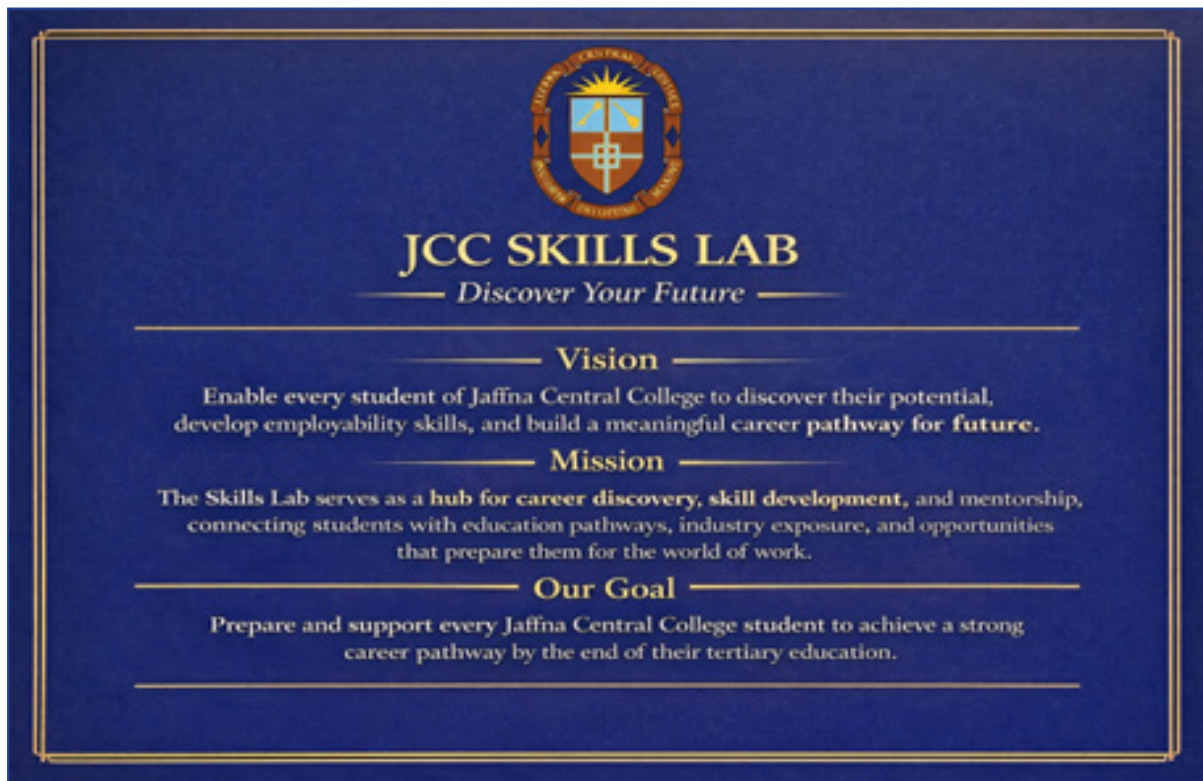 JAFFNA CENTRAL COLLEGE
JCC SKILLS LAB
Discover Your Future
Vision
Enable every student of Jaffna Central College to discover their potential,
develop employability skills, and build a meaningful career pathway for future.
Mission
The Skills Lab serves as a hub for career discovery, skill development, and mentorship,
connecting students with education pathways, industry exposure, and opportunities
that prepare them for the world of work.
Our Goal
Prepare and support every Jaffna Central College student to achieve a strong
career pathway by the end of their tertiary education.